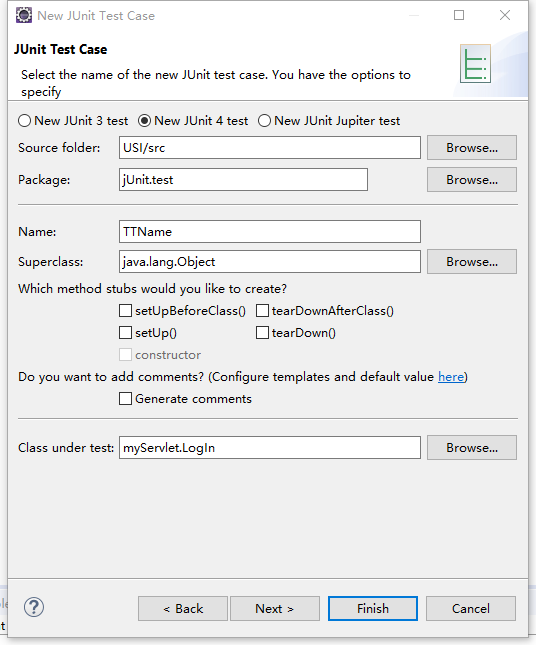 New JUnit Test Case
JUnit Test Case
Select the name of the new JUnit test case. You have the options to
specify
New JUnit 3 test New JUnit 4 test New JUnit Jupiter test
Source folder: USI/src Browse...
Package: jUnit.test Browse...
Name: TTName
Superclass: java.lang.Object Browse...
Which method stubs would you like to create?
setUpBeforeClass() tearDownAfterClass()
setUp() tearDown()
constructor
Do you want to add comments? (Configure templates and default value here)
Generate comments
Class under test: myServlet.LogIn Browse...
? < Back Next > Finish Cancel